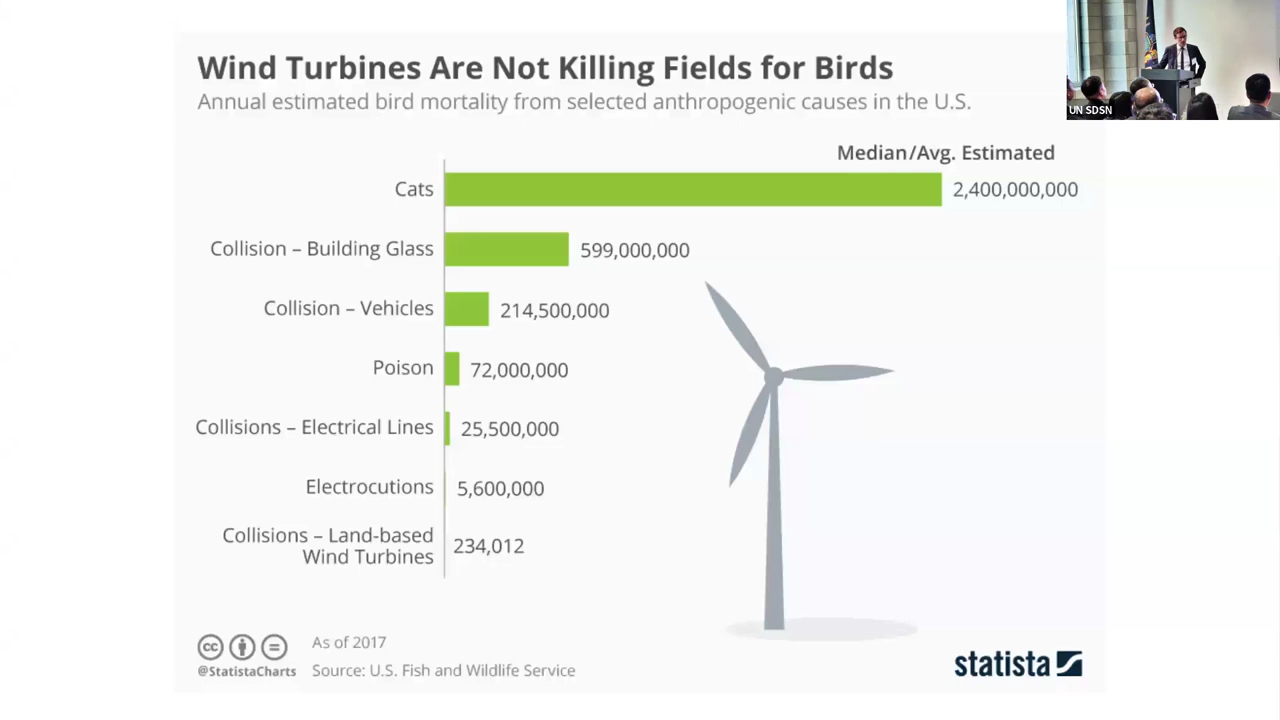 Wind Turbines Are Not Killing Fields for Birds
Annual estimated bird mortality from selected anthropogenic causes in the U.S.
UN SDSN
Median/Avg. Estimated
Cats 2,400,000,000
Collision – Building Glass 599,000,000
Collision – Vehicles 214,500,000
Poison 72,000,000
Collisions – Electrical Lines 25,500,000
Electrocutions 5,600,000
Collisions – Land-based
Wind Turbines 234,012
cc
As of 2017
@StatistaCharts Source: U.S. Fish and Wildlife Service
statista